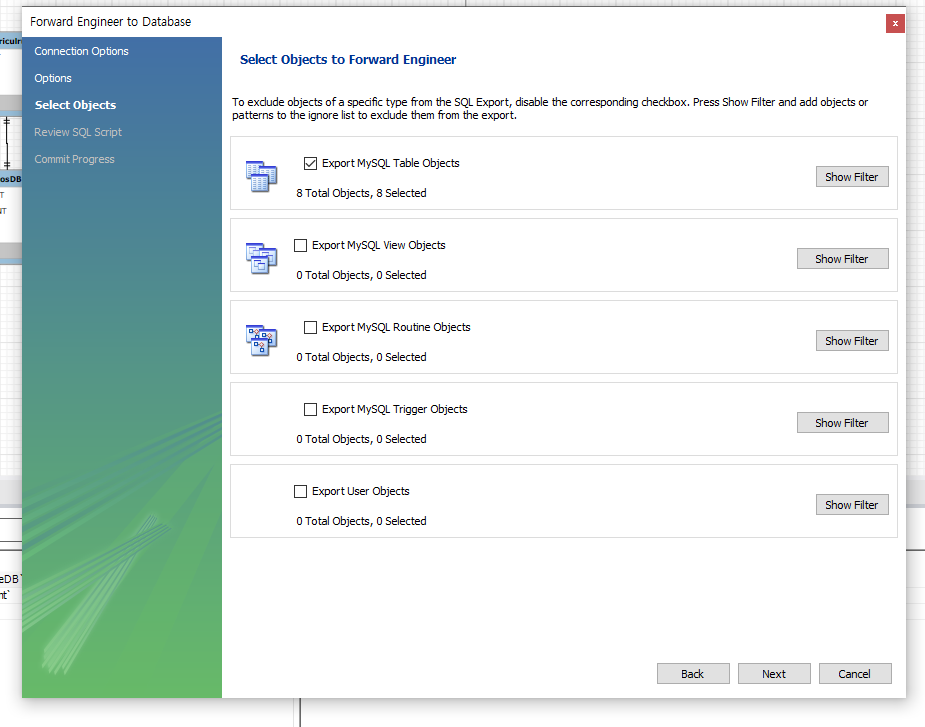 Forward Engineer to Database
x
Connection Options
Options
Select Objects
Review SQL Script
Commit Progress
Select Objects to Forward Engineer
To exclude objects of a specific type from the SQL Export, disable the corresponding checkbox. Press Show Filter and add objects or
patterns to the ignore list to exclude them from the export.
Export MySQL Table Objects
8 Total Objects, 8 Selected
Show Filter
Export MySQL View Objects
0 Total Objects, 0 Selected
Show Filter
Export MySQL Routine Objects
0 Total Objects, 0 Selected
Show Filter
Export MySQL Trigger Objects
0 Total Objects, 0 Selected
Show Filter
Export User Objects
0 Total Objects, 0 Selected
Show Filter
Back
Next
Cancel